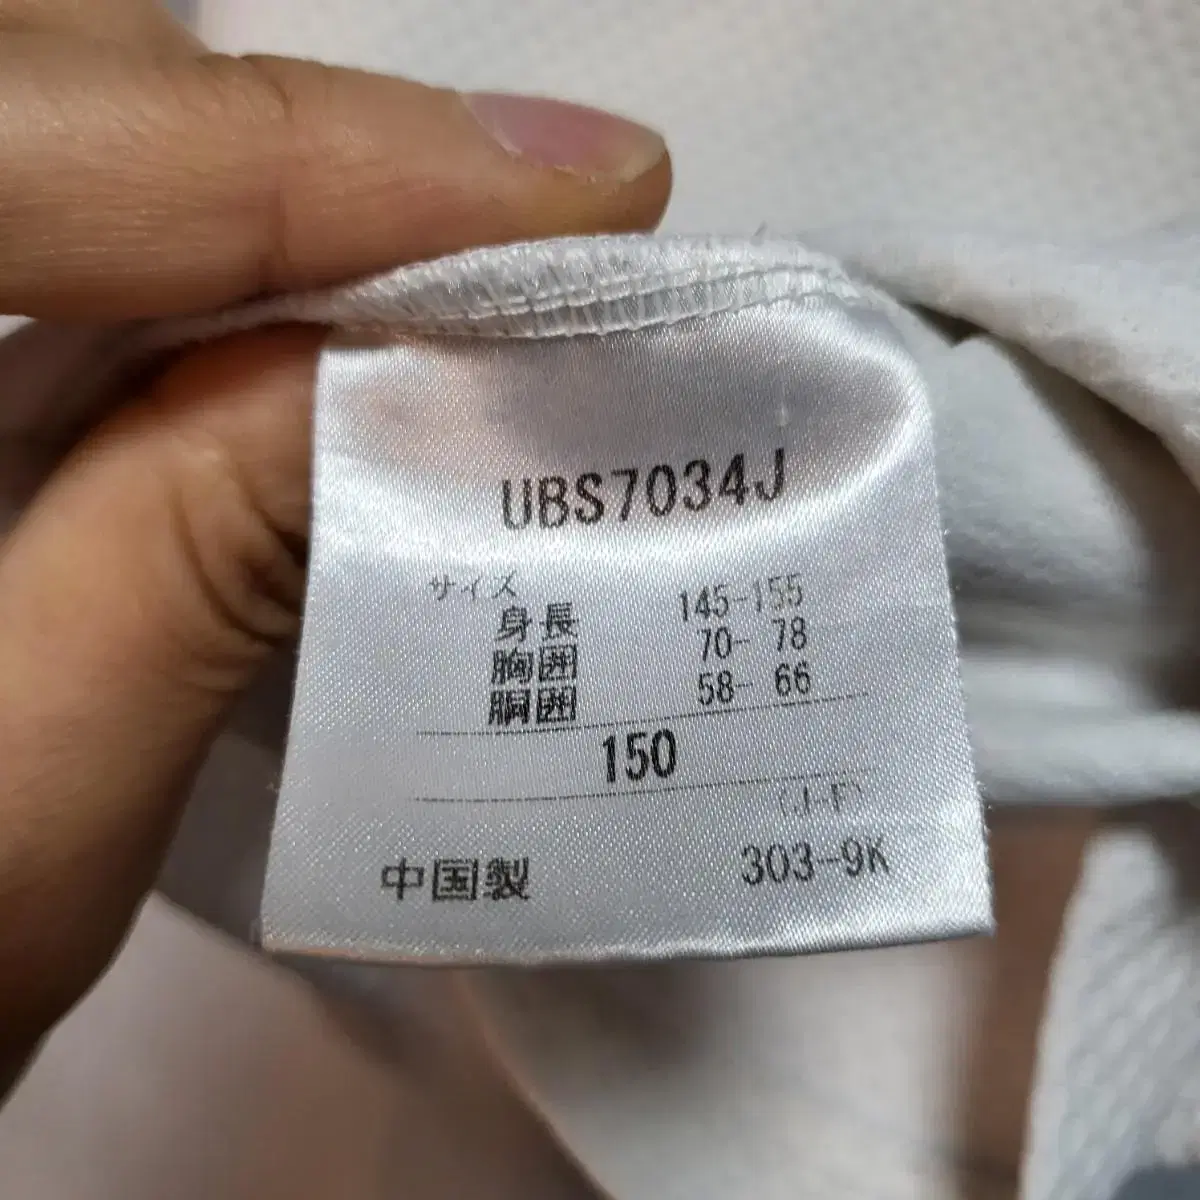 UBS7034J
サイズ
身長 145-155
胸囲 70- 78
胴囲 58- 66
150
(J-F)
中国製 303-9K